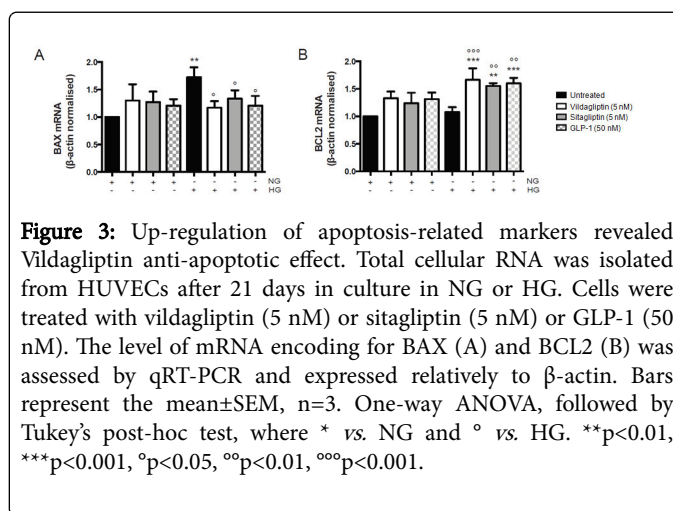 A
B
BAX mRNA
(β-actin normalised)
2.0
1.5
1.0
0.5
0.0
**
°
°
°
+ + + + - - - - NG
- - - - + + + + HG
BCL2 mRNA
(β-actin normalised)
2.0
1.5
1.0
0.5
0.0
°°°
***
°°
**
°°
***
+ + + + - - - - NG
- - - - + + + + HG
Untreated
Vildagliptin (5 nM)
Sitagliptin (5 nM)
GLP-1 (50 nM)
Figure 3: Up-regulation of apoptosis-related markers revealed
Vildagliptin anti-apoptotic effect. Total cellular RNA was isolated
from HUVECs after 21 days in culture in NG or HG. Cells were
treated with vildagliptin (5 nM) or sitagliptin (5 nM) or GLP-1 (50
nM). The level of mRNA encoding for BAX (A) and BCL2 (B) was
assessed by qRT-PCR and expressed relatively to β-actin. Bars
represent the mean±SEM, n=3. One-way ANOVA, followed by
Tukey's post-hoc test, where * vs. NG and ° vs. HG. **p<0.01,
***p<0.001, °p<0.05, °°p<0.01, °°°p<0.001.